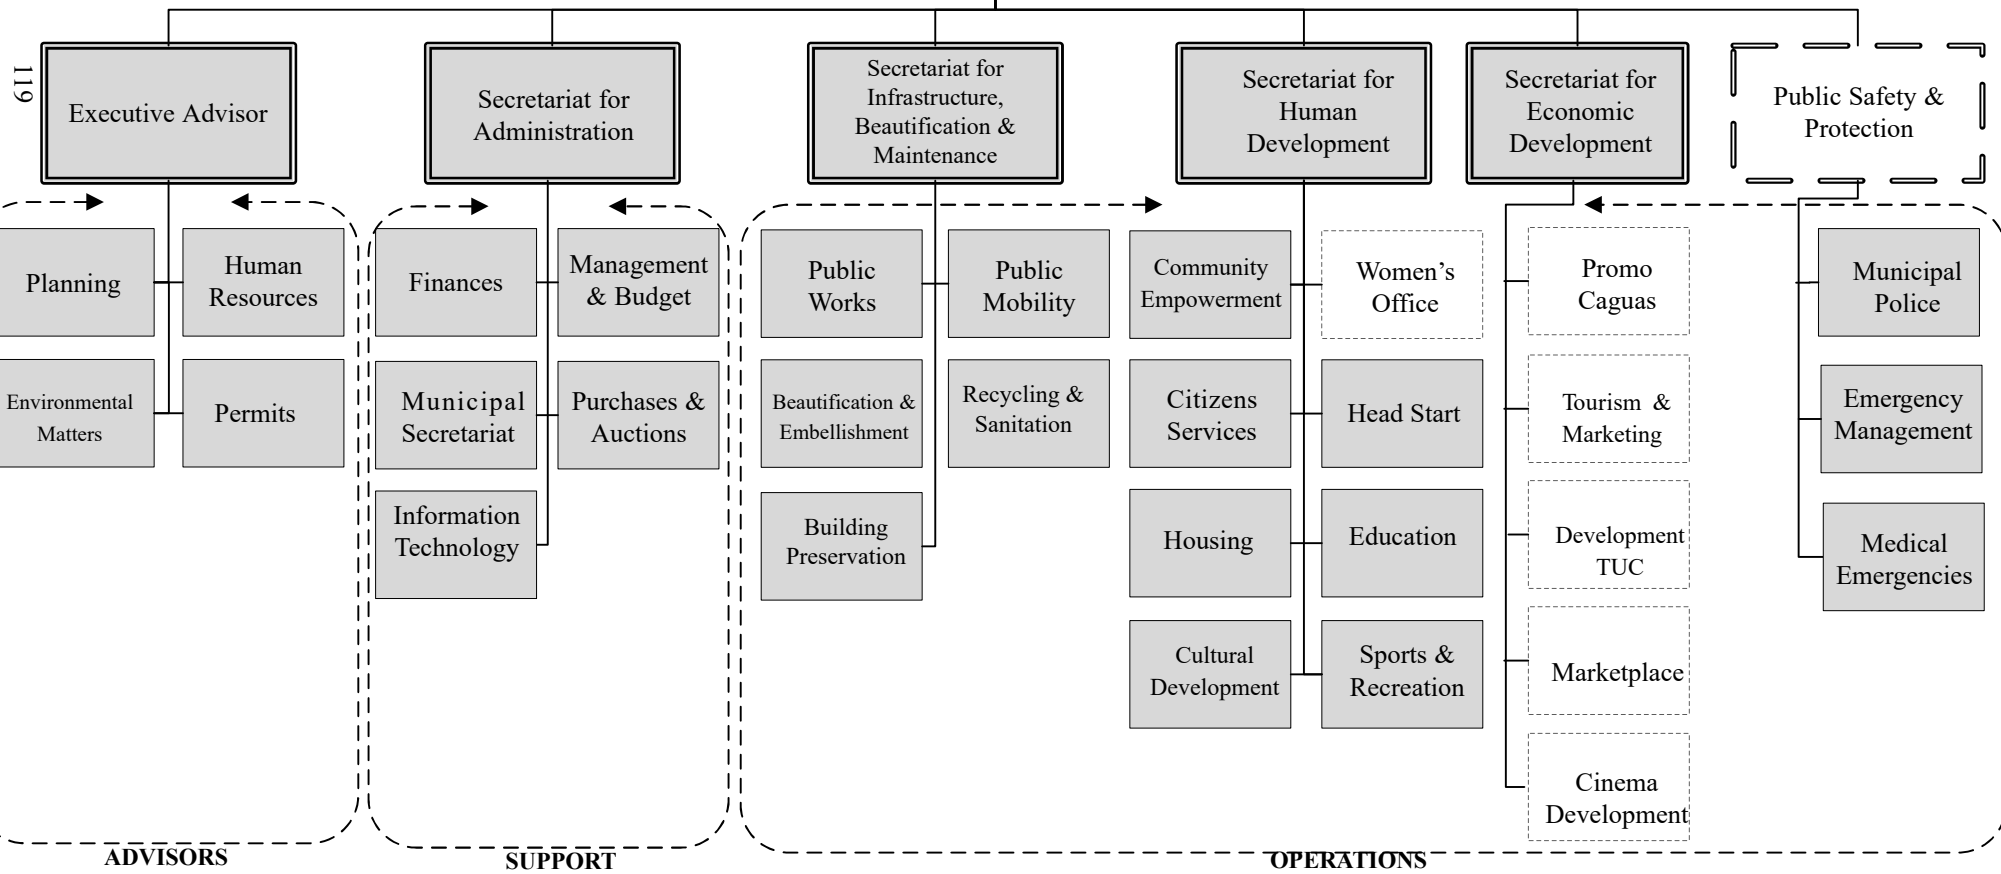 119
Executive Advisor
Secretariat for
Administration
Secretariat for
Infrastructure,
Beautification &
Maintenance
Secretariat for
Human
Development
Secretariat for
Economic
Development
Public Safety &
Protection
Planning
Human
Resources
Environmental
Matters
Permits
Finances
Management
& Budget
Municipal
Secretariat
Purchases &
Auctions
Information
Technology
Public
Works
Public
Mobility
Beautification &
Embellishment
Recycling &
Sanitation
Building
Preservation
Community
Empowerment
Women’s
Office
Citizens
Services
Head Start
Housing
Education
Cultural
Development
Sports &
Recreation
Promo
Caguas
Tourism &
Marketing
Development
TUC
Marketplace
Cinema
Development
Municipal
Police
Emergency
Management
Medical
Emergencies
ADVISORS
SUPPORT
OPERATIONS